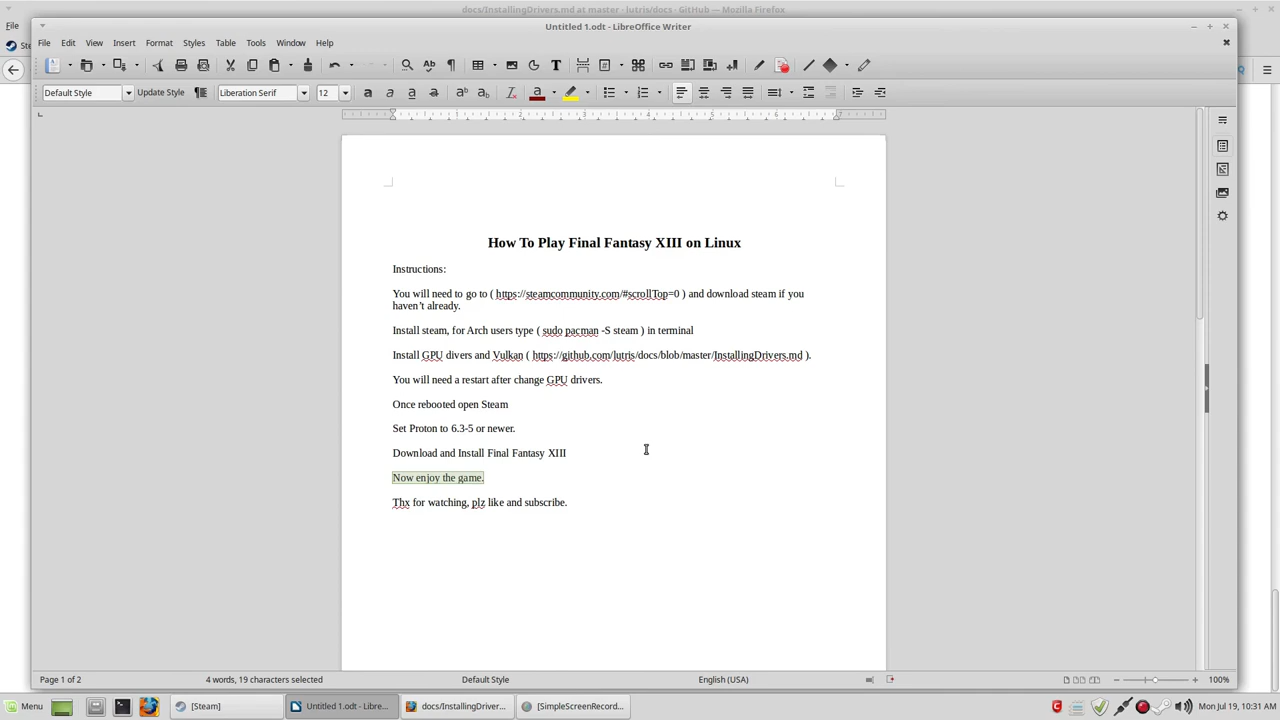 docs/InstallingDrivers.md at master · lutris/docs · GitHub — Mozilla Firefox
File
Untitled 1.odt - LibreOffice Writer
File Edit View Insert Format Styles Table Tools Window Help
Default Style Update Style Liberation Serif 12
How To Play Final Fantasy XIII on Linux
Instructions:
You will need to go to ( https://steamcommunity.com/#scrollTop=0 ) and download steam if you
haven't already.
Install steam, for Arch users type ( sudo pacman -S steam ) in terminal
Install GPU divers and Vulkan ( https://github.com/lutris/docs/blob/master/InstallingDrivers.md ).
You will need a restart after change GPU drivers.
Once rebooted open Steam
Set Proton to 6.3-5 or newer.
Download and Install Final Fantasy XIII
Now enjoy the game.
Thx for watching, plz like and subscribe.
Page 1 of 2 4 words, 19 characters selected Default Style English (USA) 100%
Menu [Steam] Untitled 1.odt - Libre... docs/InstallingDriver... [SimpleScreenRecord... Mon Jul 19, 10:31 AM